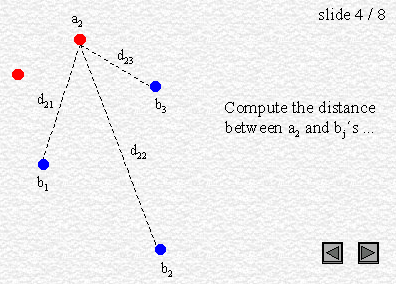 slide 4 / 8
a2
d23
d21
b3
Compute the distance
between a2 and bj's ...
d22
b1
b2